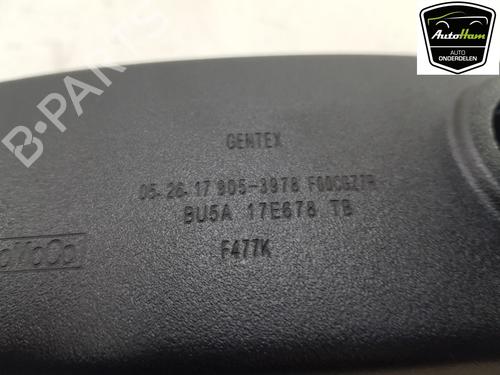 AutoHam
AUTO
ONDERDELEN
B-PARTS
GENTEX
05-26-17 905-3978
BU5A 17E678 TB
F477K